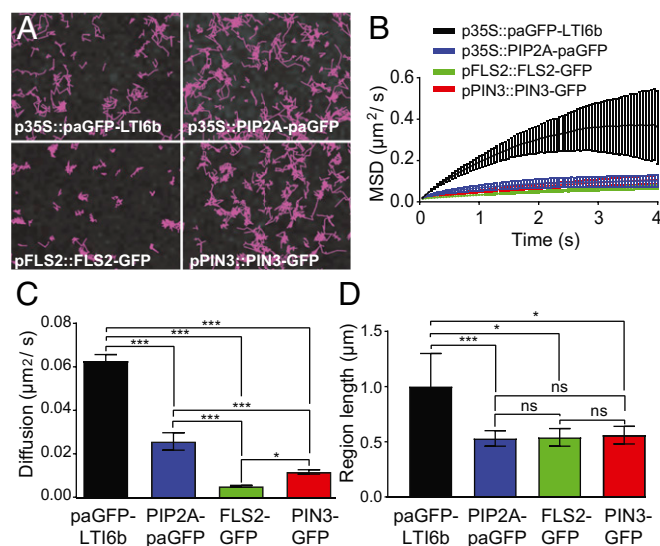 A
p35S::paGFP-LTI6b
p35S::PIP2A-paGFP
pFLS2::FLS2-GFP
pPIN3::PIN3-GFP
B
p35S::paGFP-LTI6b
p35S::PIP2A-paGFP
pFLS2::FLS2-GFP
pPIN3::PIN3-GFP
MSD (μm²/ s)
0.6
0.4
0.2
0.0
0 1 2 3 4
Time (s)
C
Diffusion (μm2/ s)
0.08
0.06
0.04
0.02
0.00
***
***
***
***
***
*
paGFP-LTI6b
PIP2A-paGFP
FLS2-GFP
PIN3-GFP
D
Region length (μm)
1.5
1.0
0.5
0.0
*
*
***
ns
ns
ns
paGFP-LTI6b
PIP2A-paGFP
FLS2-GFP
PIN3-GFP